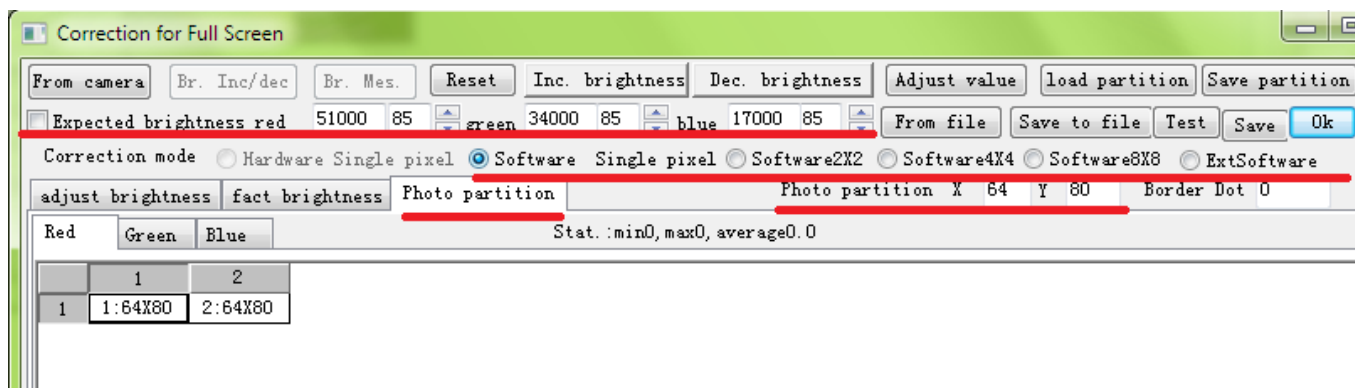 Correction for Full Screen
From camera Br. Inc/dec Br. Mes. Reset Inc. brightness Dec. brightness Adjust value load partition Save partition
Expected brightness red 51000 85 green 34000 85 blue 17000 85 From file Save to file Test Save Ok
Correction mode Hardware Single pixel Software Single pixel Software2X2 Software4X4 Software8X8 ExtSoftware
adjust brightness fact brightness Photo partition Photo partition X 64 Y 80 Border Dot 0
Red Green Blue Stat.:min0, max0, average0.0
1 2
1 1:64X80 2:64X80